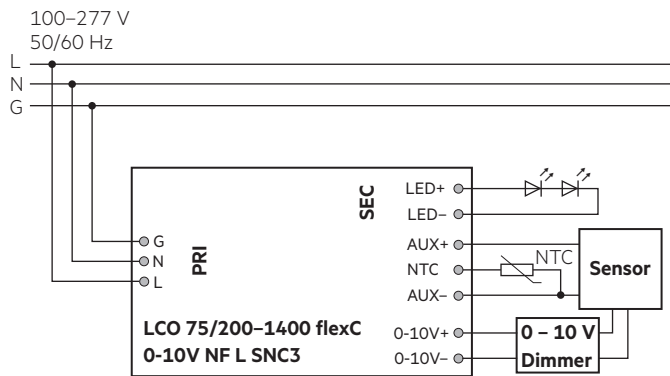 100–277 V
50/60 Hz
L
N
G
PRI
G
N
L
SEC
LED+
LED–
AUX+
NTC
AUX–
0-10V+
0-10V–
LCO 75/200–1400 flexC
0-10V NF L SNC3
NTC
Sensor
0 – 10 V
Dimmer